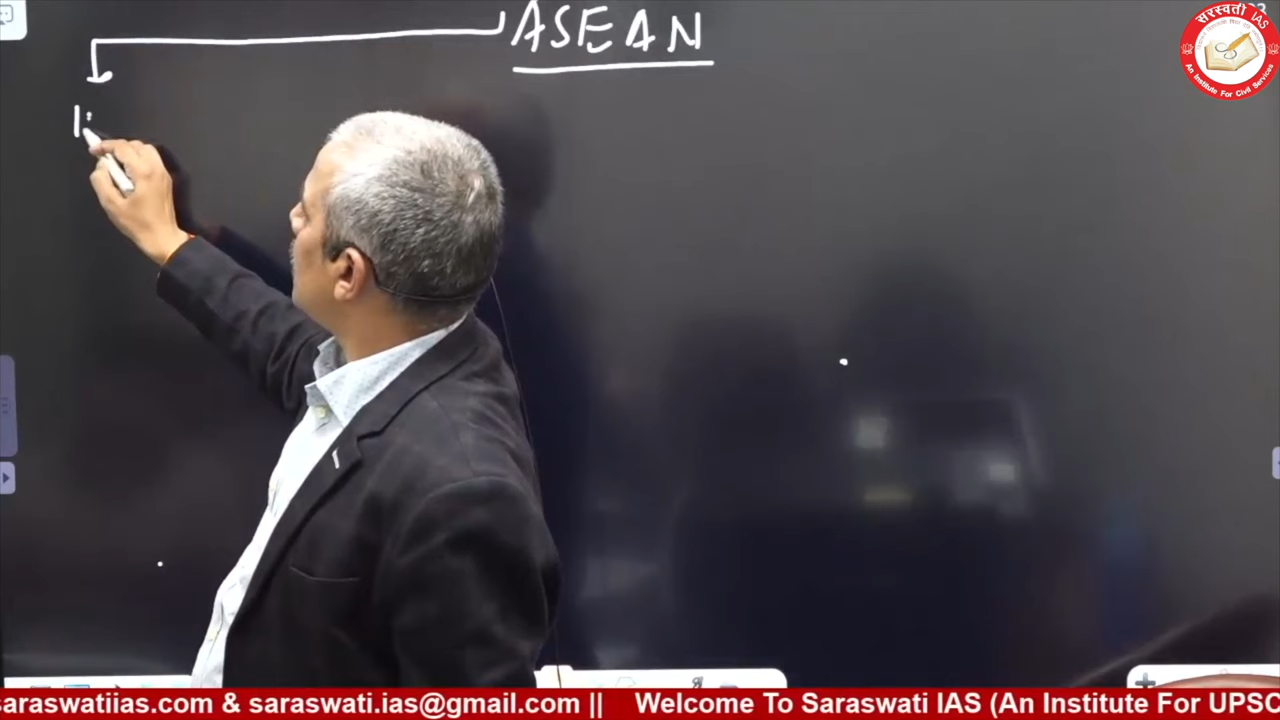 ASEAN
सरस्वती IAS
An Institute For Civil Services
saraswatiias.com & saraswati.ias@gmail.com || Welcome To Saraswati IAS (An Institute For UPSC